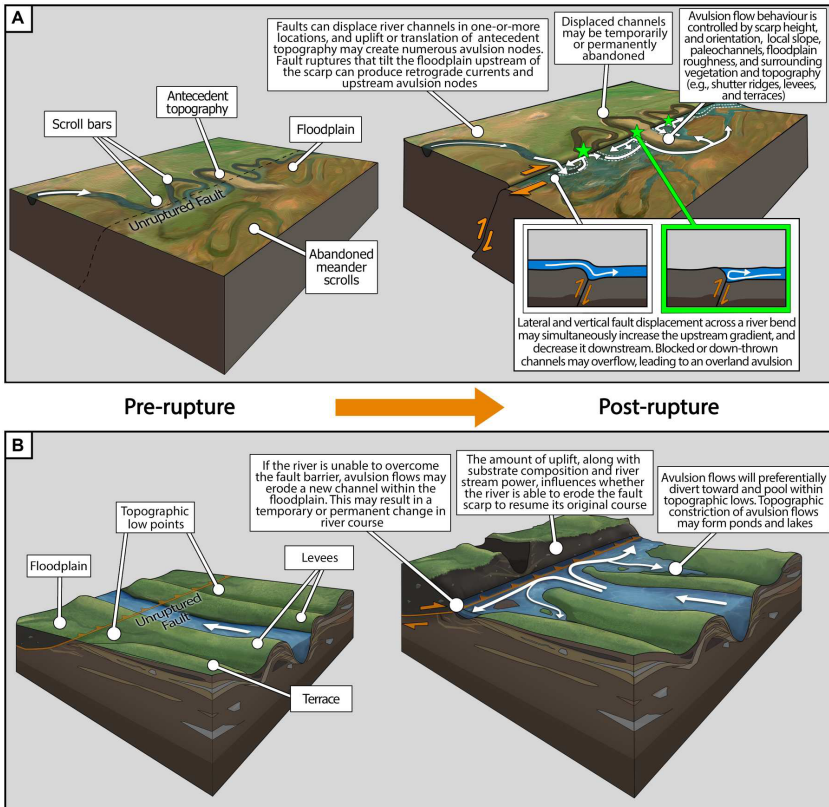 A
Faults can displace river channels in one-or-more
locations, and uplift or translation of antecedent
topography may create numerous avulsion nodes.
Fault ruptures that tilt the floodplain upstream of
the scarp can produce retrograde currents and
upstream avulsion nodes
Displaced channels
may be temporarily
or permanently
abandoned
Avulsion flow behaviour is
controlled by scarp height,
and orientation, local slope,
paleochannels, floodplain
roughness, and surrounding
vegetation and topography
(e.g., shutter ridges, levees,
and terraces)
Antecedent
topography
Scroll bars
Floodplain
Unruptured Fault
Abandoned
meander
scrolls
Lateral and vertical fault displacement across a river bend
may simultaneously increase the upstream gradient, and
decrease it downstream. Blocked or down-thrown
channels may overflow, leading to an overland avulsion
Pre-rupture
Post-rupture
B
If the river is unable to overcome
the fault barrier, avulsion flows may
erode a new channel within the
floodplain. This may result in a
temporary or permanent change in
river course
The amount of uplift, along with
substrate composition and river
stream power, influences whether
the river is able to erode the fault
scarp to resume its original course
Avulsion flows will preferentially
divert toward and pool within
topographic lows. Topographic
constriction of avulsion flows
may form ponds and lakes
Topographic
low points
Floodplain
Levees
Unruptured
Fault
Terrace